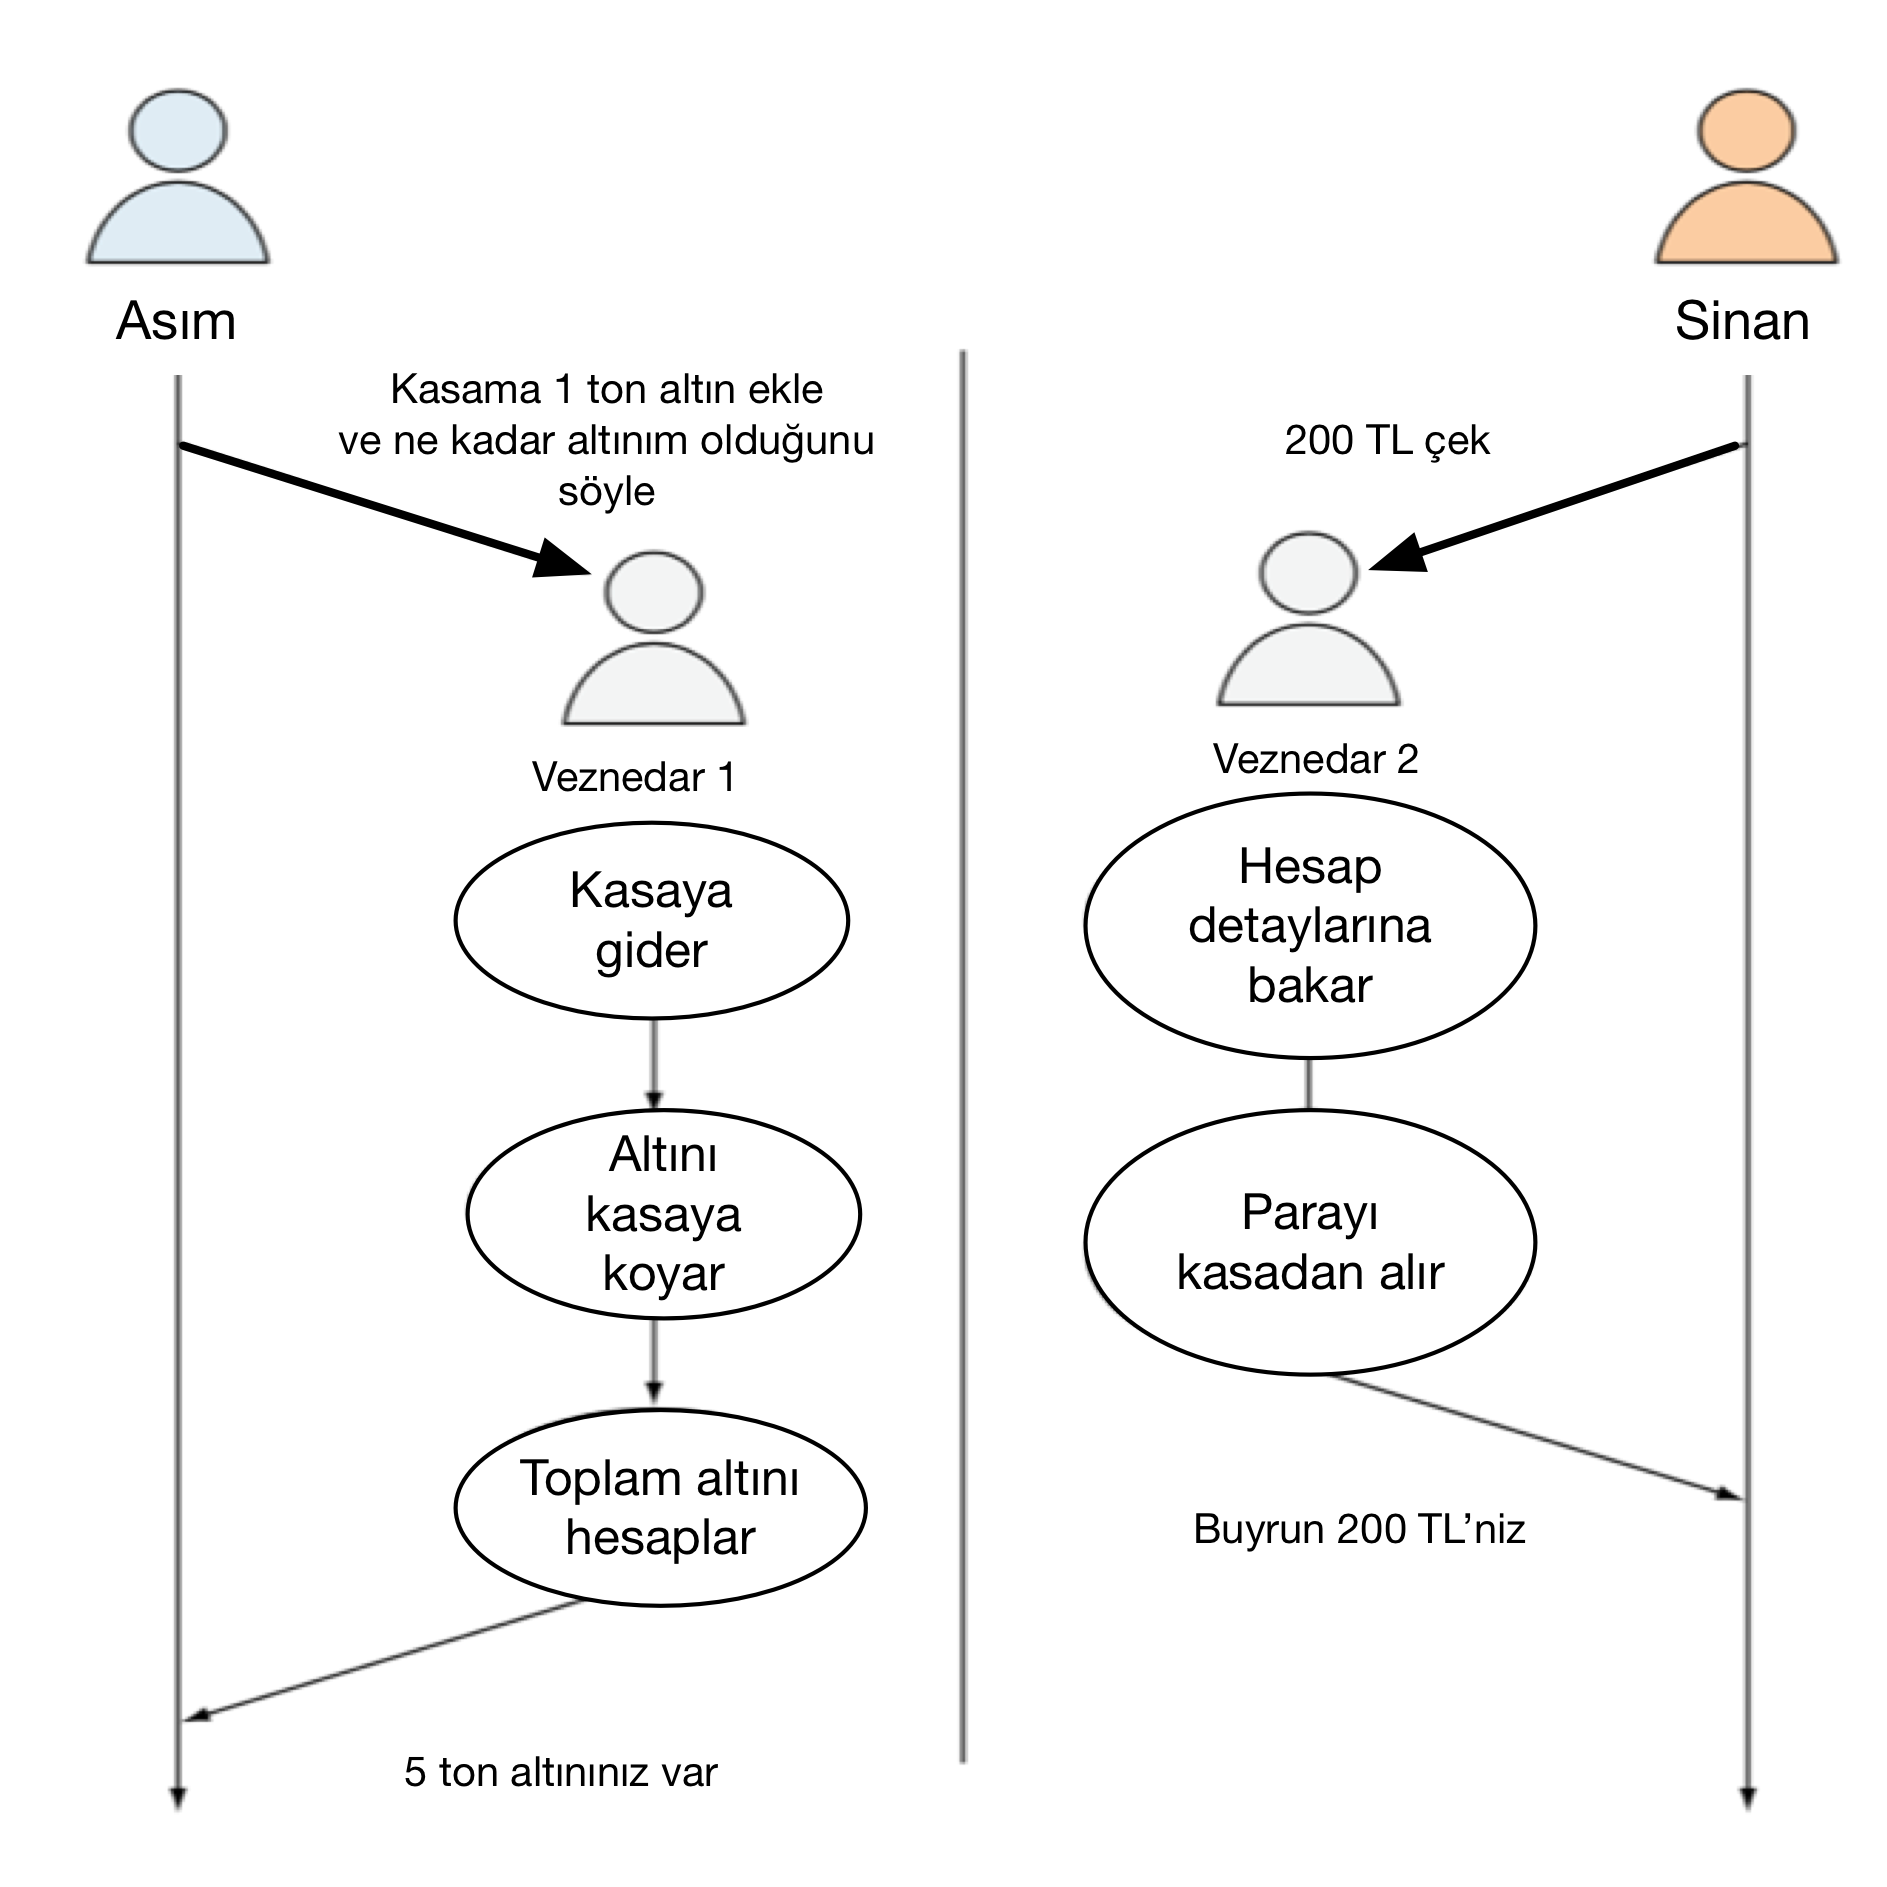 Asım
Sinan
Kasama 1 ton altın ekle
ve ne kadar altınım olduğunu
söyle
200 TL çek
Veznedar 1
Veznedar 2
Kasaya
gider
Hesap
detaylarına
bakar
Altını
kasaya
koyar
Parayı
kasadan alır
Toplam altını
hesaplar
Buyrun 200 TL’niz
5 ton altınınız var